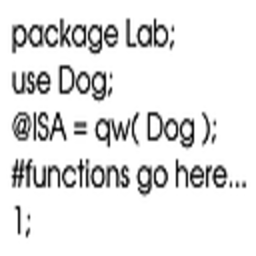 package Lab;
use Dog;
@ISA = qw( Dog );
#functions go here...
1;